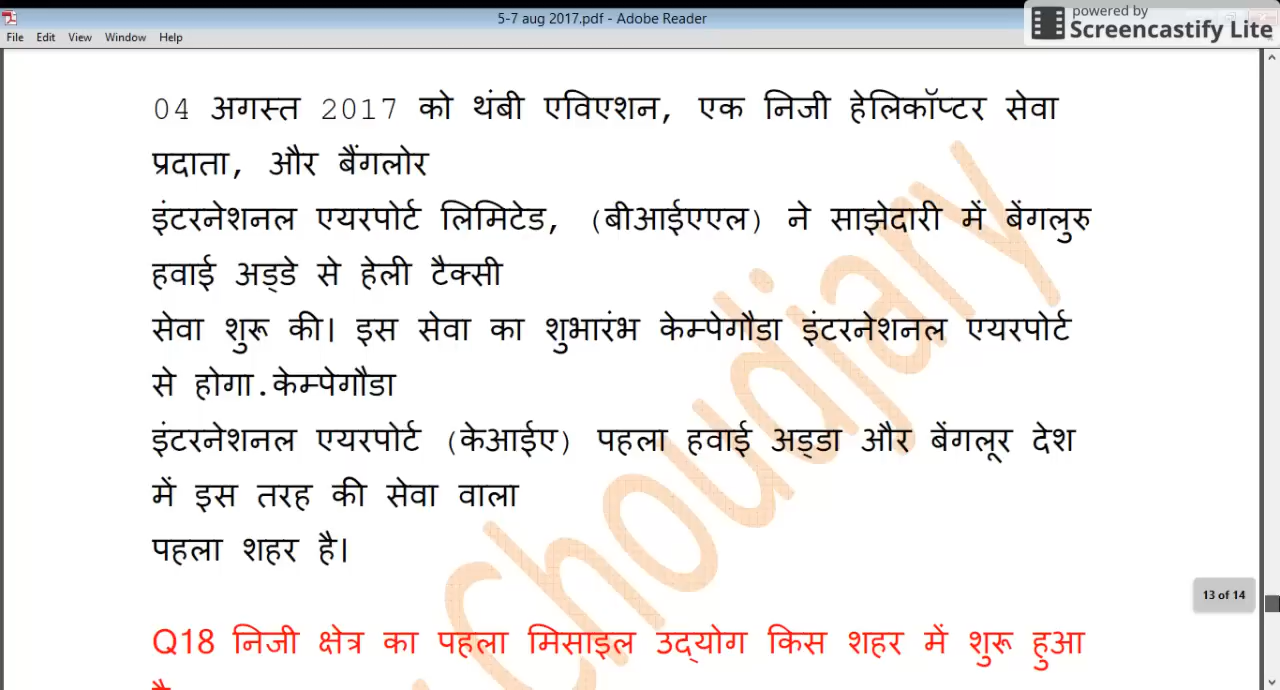 5-7 aug 2017.pdf - Adobe Reader
powered by
Screencastify Lite
File Edit View Window Help
04 अगस्त 2017 को थंबी एविएशन, एक निजी हेलिकॉप्टर सेवा
प्रदाता, और बैंगलोर
इंटरनेशनल एयरपोर्ट लिमिटेड, (बीआईएएल) ने साझेदारी में बेंगलुरु
हवाई अड्डे से हेली टैक्सी
सेवा शुरू की। इस सेवा का शुभारंभ केम्पेगौडा इंटरनेशनल एयरपोर्ट
से होगा.केम्पेगौडा
इंटरनेशनल एयरपोर्ट (केआईए) पहला हवाई अड्डा और बेंगलूर देश
में इस तरह की सेवा वाला
पहला शहर है।
13 of 14
Q18 निजी क्षेत्र का पहला मिसाइल उद्योग किस शहर में शुरू हुआ
choudjary